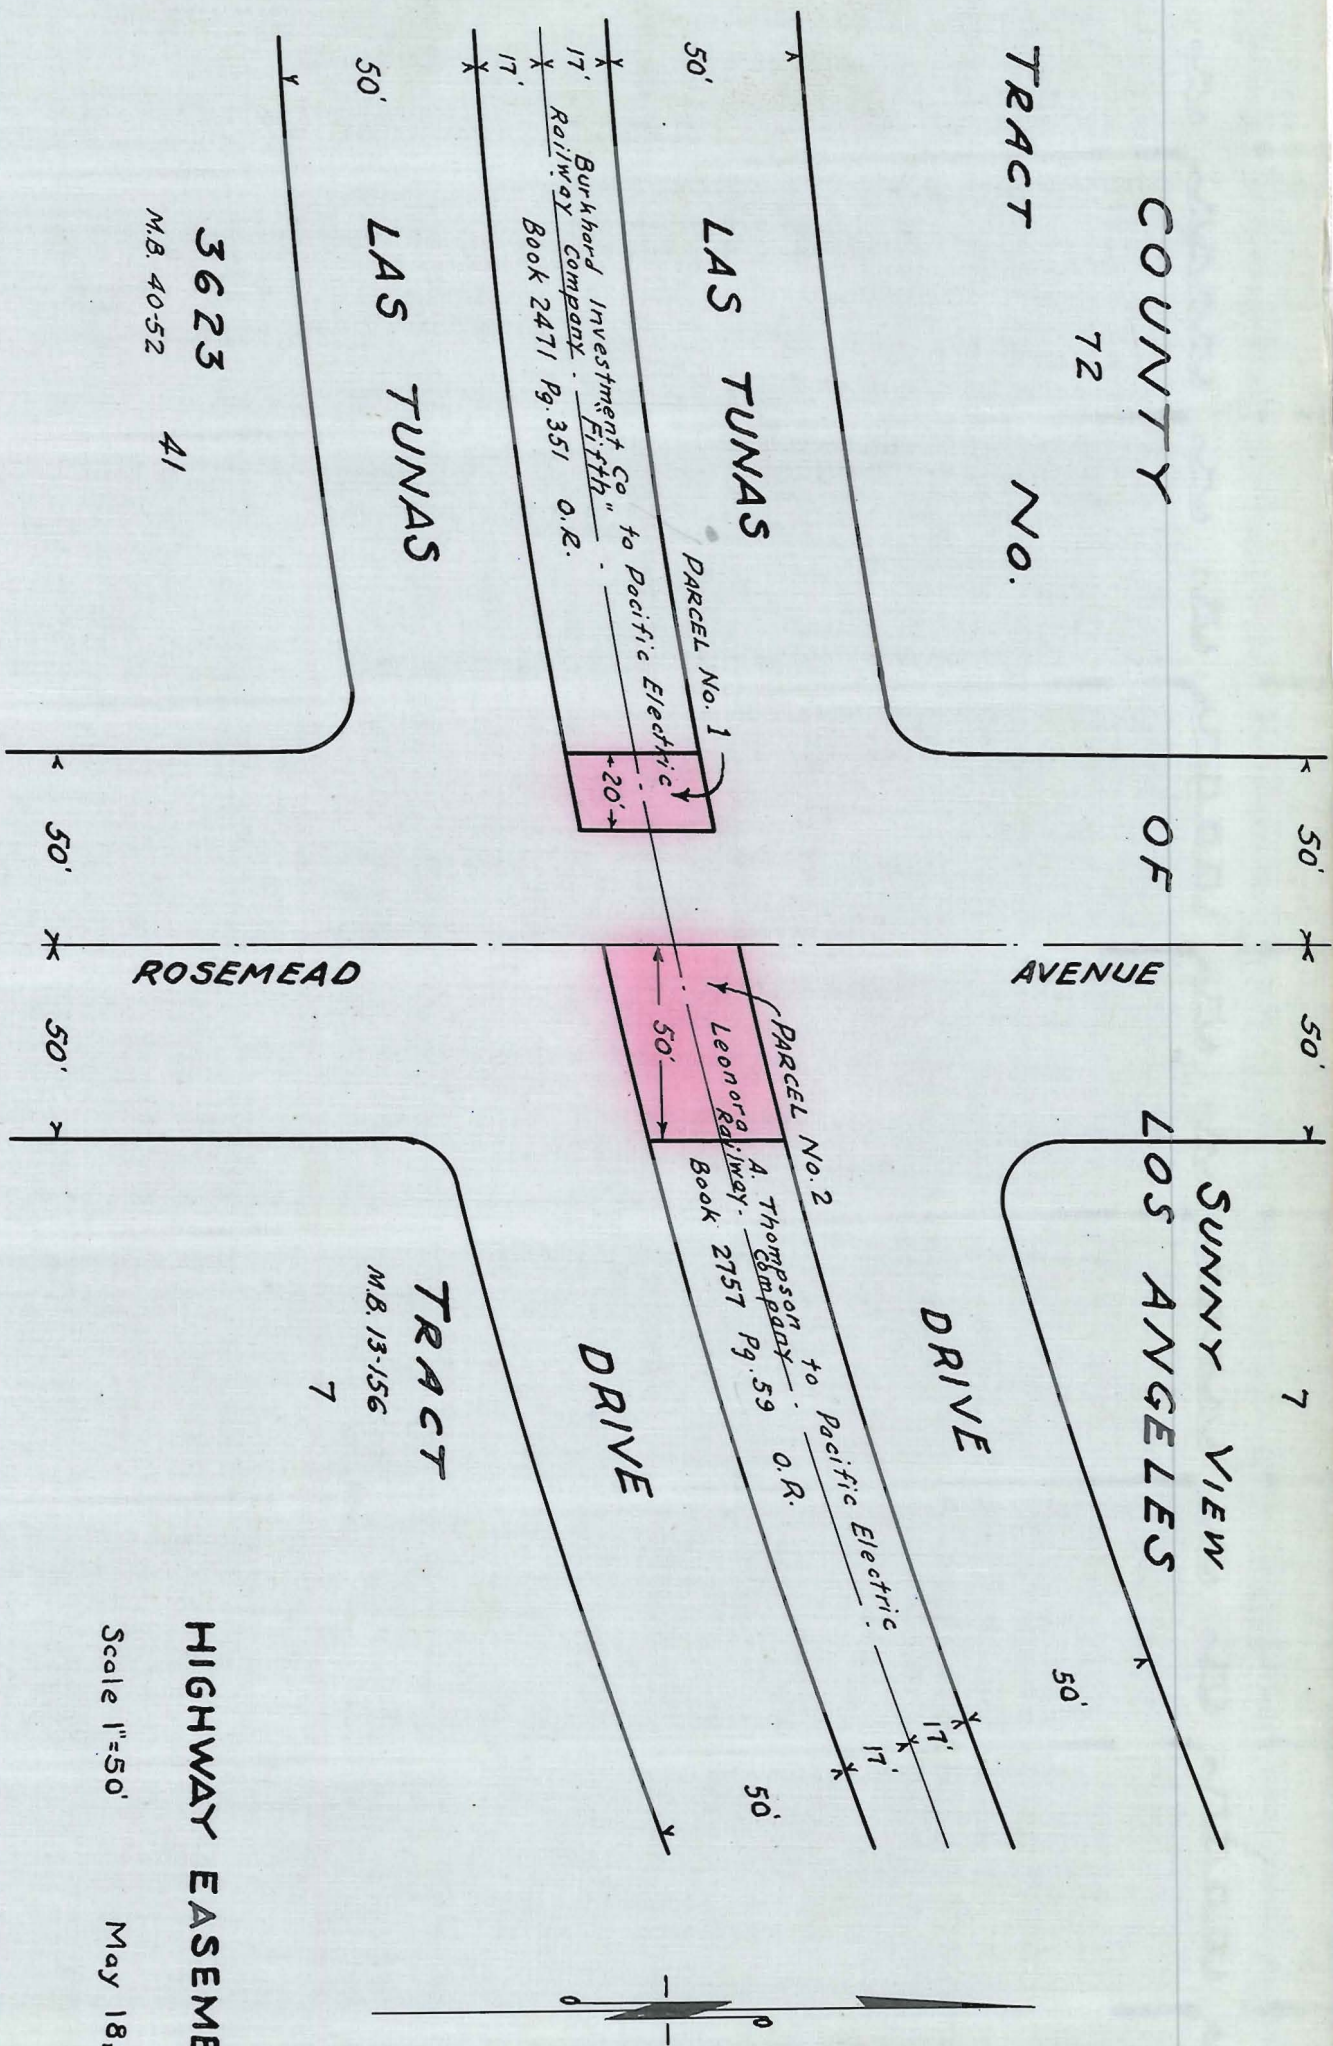 COUNTY OF LOS ANGELES
7
SUNNY VIEW
72
TRACT NO.
50' 50'
AVENUE
50'
DRIVE
50'
LAS TUNAS
PARCEL No. 1
PARCEL No. 2
17'
17'
Burkhard Investment Co to Pacific Electric
Railway Company. "Fifth"
Book 2471 Pg. 351 O.R.
20'
50'
Leonora A. Thompson to Pacific Electric
Railway Company
Book 2757 Pg. 59 O.R.
17'
17'
50'
50'
LAS TUNAS
DRIVE
ROSEMEAD
TRACT
M.B. 13-156
7
3623
M.B. 40-52
41
50' 50'
HIGHWAY
Scale 1"=50' May 18,